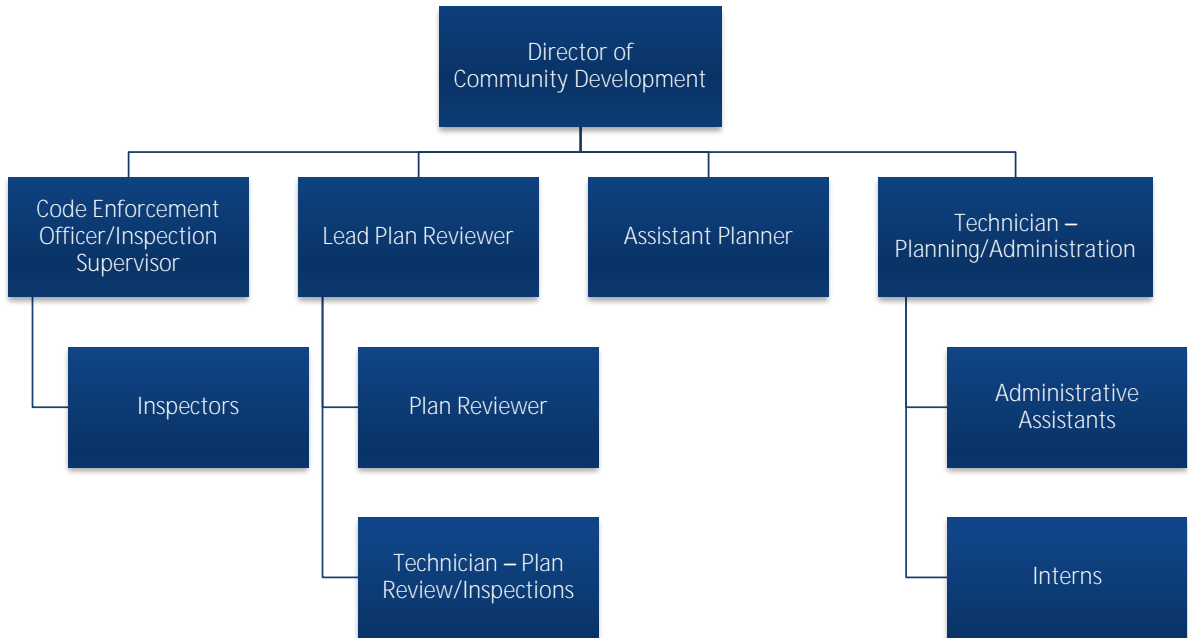 Director of
Community Development
Code Enforcement
Officer/Inspection
Supervisor
Lead Plan Reviewer
Assistant Planner
Technician –
Planning/Administration
Inspectors
Plan Reviewer
Administrative
Assistants
Technician – Plan
Review/Inspections
Interns